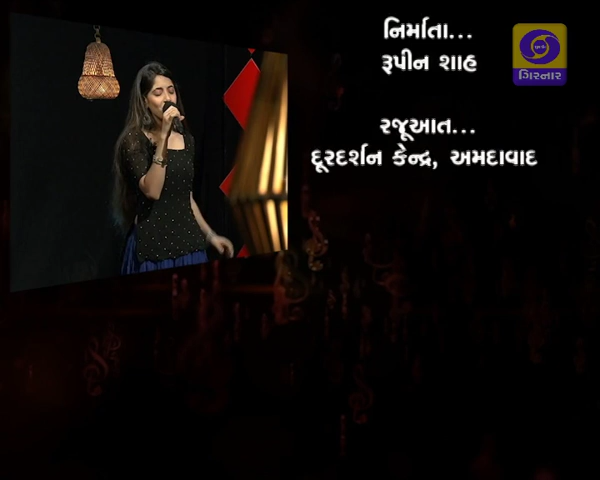 નિર્માતા...
રૂપીન શાહ
ગિરનાર
રજૂઆત...
દૂરદર્શન કેન્દ્ર, અમદાવાદ